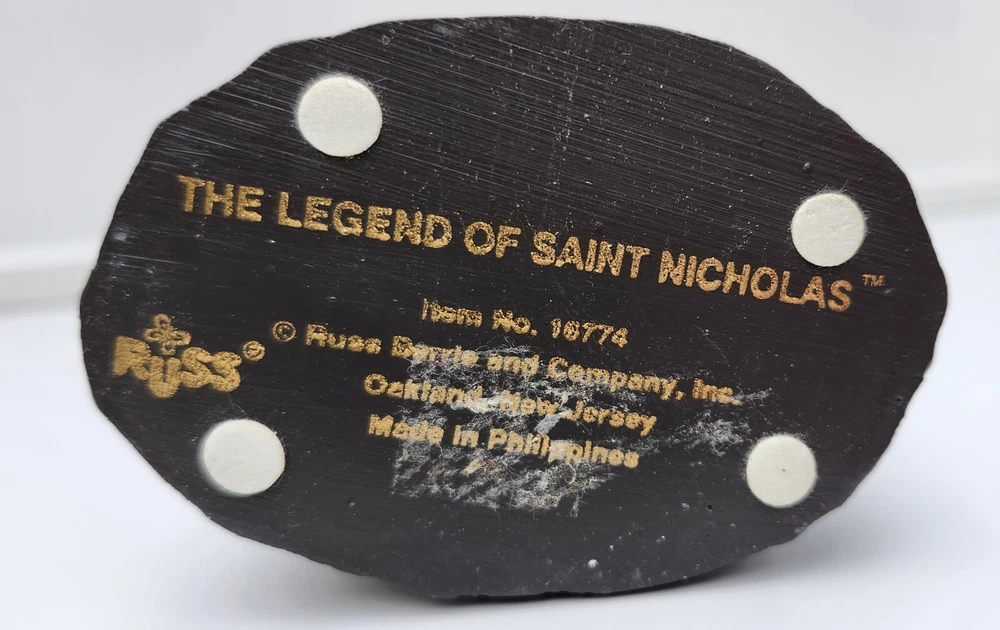 THE LEGEND OF SAINT NICHOLAS™
Item No. 16774
© Russ Berrie and Company, Inc.
Oakland, New Jersey
Made in Philippines
RUSS®